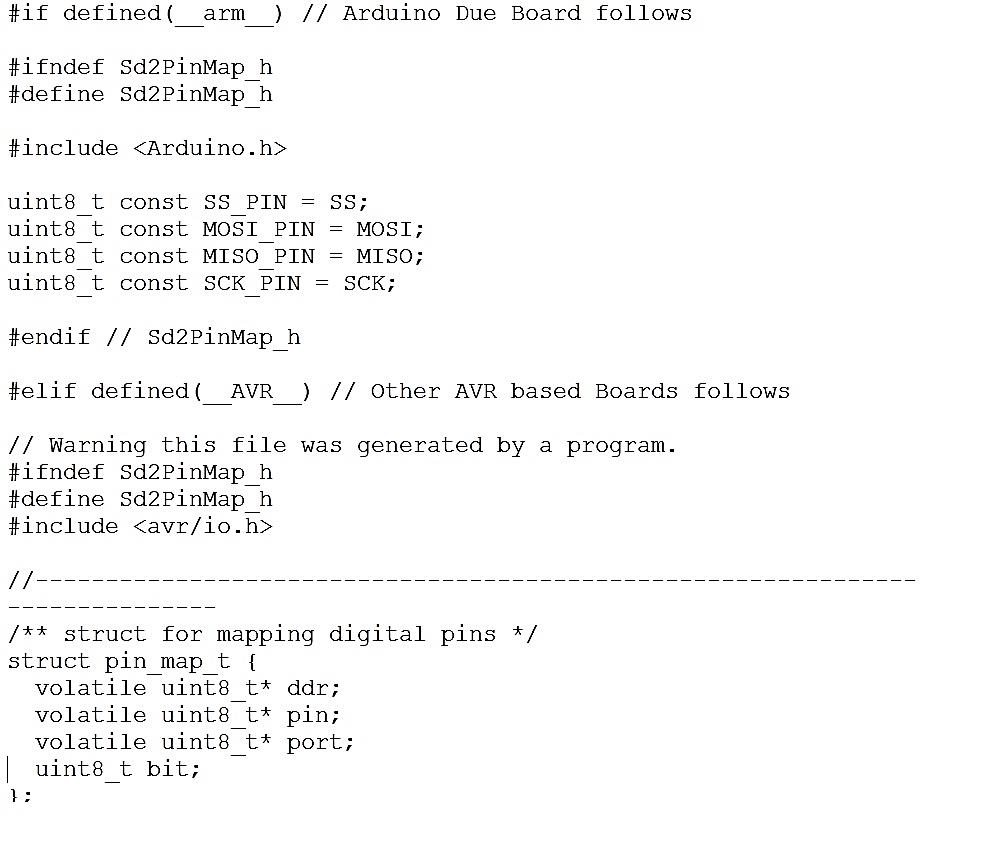 #if defined(__arm__) // Arduino Due Board follows
#ifndef Sd2PinMap_h
#define Sd2PinMap_h
#include <Arduino.h>
uint8_t const SS_PIN = SS;
uint8_t const MOSI_PIN = MOSI;
uint8_t const MISO_PIN = MISO;
uint8_t const SCK_PIN = SCK;
#endif // Sd2PinMap_h
#elif defined(__AVR__) // Other AVR based Boards follows
// Warning this file was generated by a program.
#ifndef Sd2PinMap_h
#define Sd2PinMap_h
#include <avr/io.h>
//---------------------------------------------------------------
---------------
/** struct for mapping digital pins */
struct pin_map_t {
  volatile uint8_t* ddr;
  volatile uint8_t* pin;
  volatile uint8_t* port;
  uint8_t bit;
};